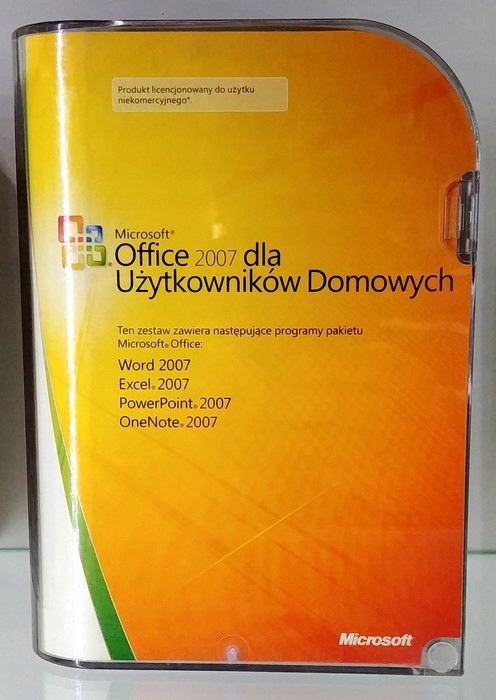 Produkt licencjonowany do użytku
niekomercyjnego*.
Microsoft®
Office 2007 dla
Użytkowników Domowych
Ten zestaw zawiera następujące programy pakietu
Microsoft® Office:
Word 2007
Excel® 2007
PowerPoint® 2007
OneNote® 2007
Microsoft